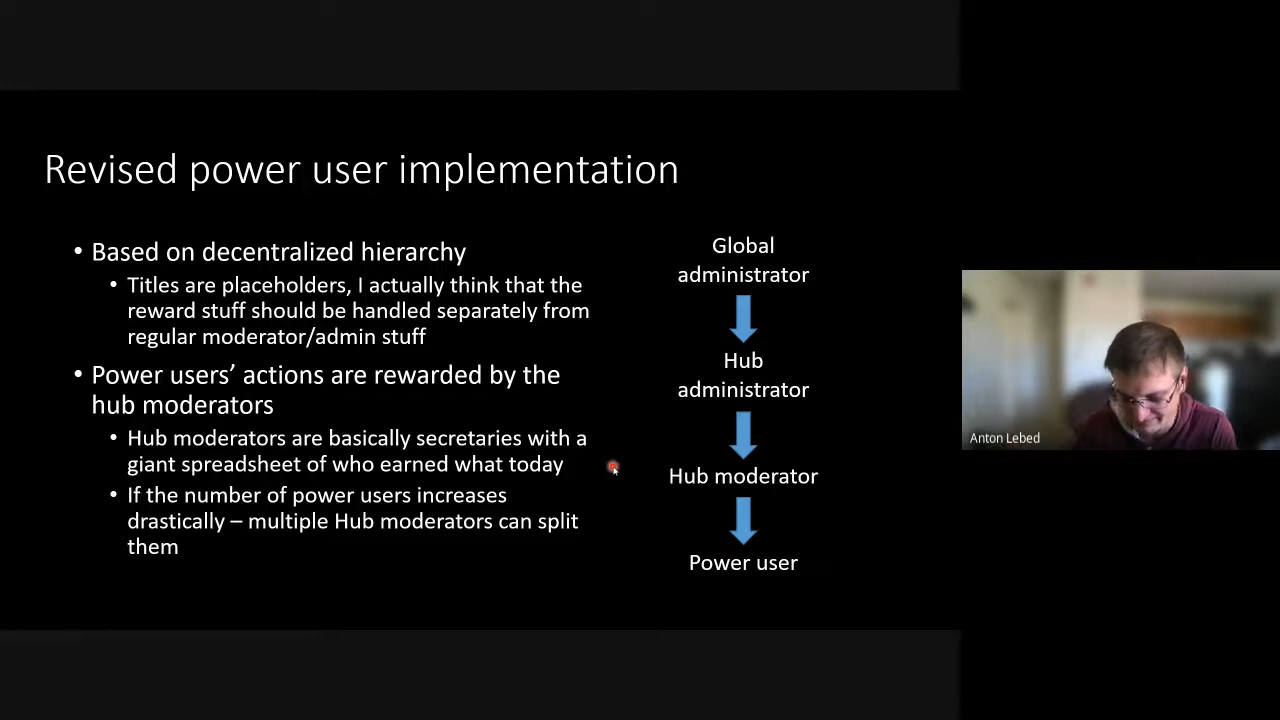 Revised power user implementation
• Based on decentralized hierarchy
• Titles are placeholders, I actually think that the
reward stuff should be handled separately from
regular moderator/admin stuff
• Power users’ actions are rewarded by the
hub moderators
• Hub moderators are basically secretaries with a
giant spreadsheet of who earned what today
• If the number of power users increases
drastically – multiple Hub moderators can split
them
Global
administrator
Hub
administrator
Hub moderator
Power user
Anton Lebed